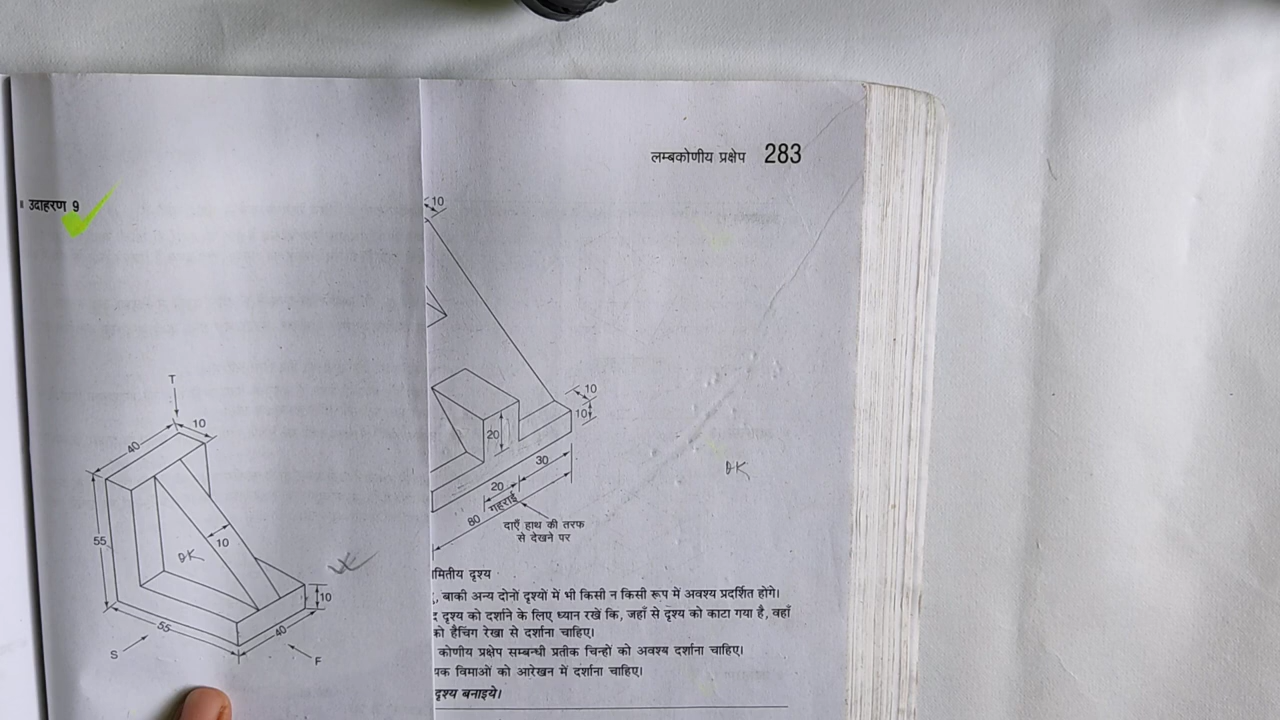 लम्बकोणीय प्रक्षेप 283
उदाहरण 9
10
T
40
10
55
10
DK
55
S
40
F
10
10
10
20
30
20
80
गहराई
दाएँ हाथ की तरफ
से देखने पर
DK
मितीय दृश्य
, बाकी अन्य दोनों दृश्यों में भी किसी न किसी रूप में अवश्य प्रदर्शित होंगे।
दृश्य को दर्शाने के लिए ध्यान रखें कि, जहाँ से दृश्य को काटा गया है, वहाँ
को हैचिंग रेखा से दर्शाना चाहिए।
कोणीय प्रक्षेप सम्बन्धी प्रतीक चिन्हों को अवश्य दर्शाना चाहिए।
यक विमाओं को आरेखन में दर्शाना चाहिए।
दृश्य बनाइये।